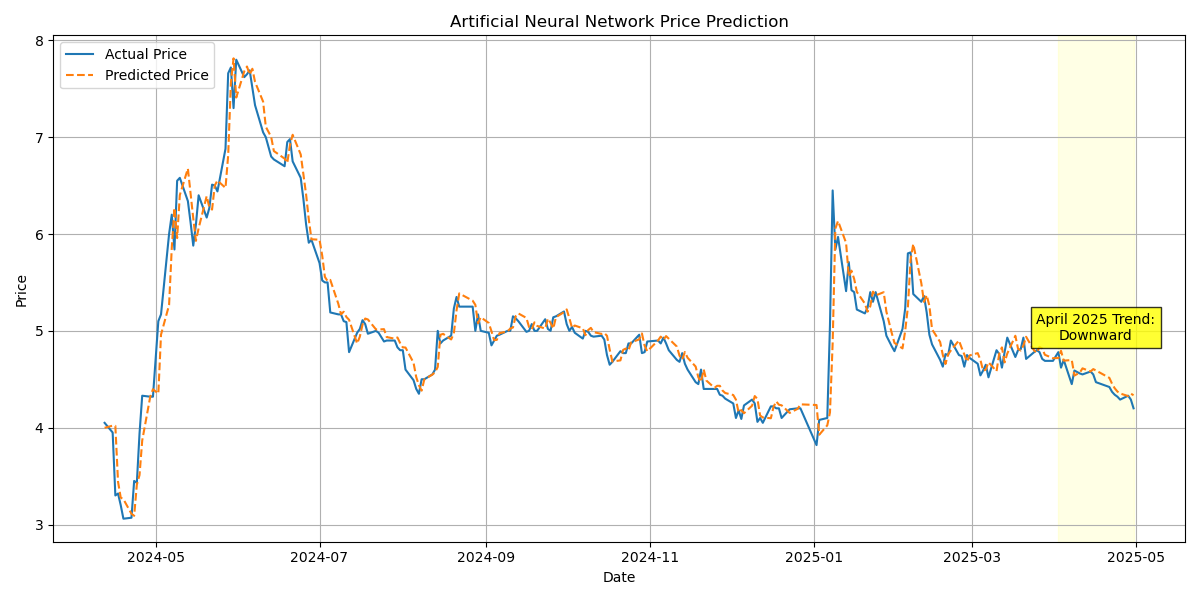 Artificial Neural Network Price Prediction
Actual Price
Predicted Price
8
7
6
5
4
3
Price
April 2025 Trend:
Downward
2024-05
2024-07
2024-09
2024-11
2025-01
2025-03
2025-05
Date